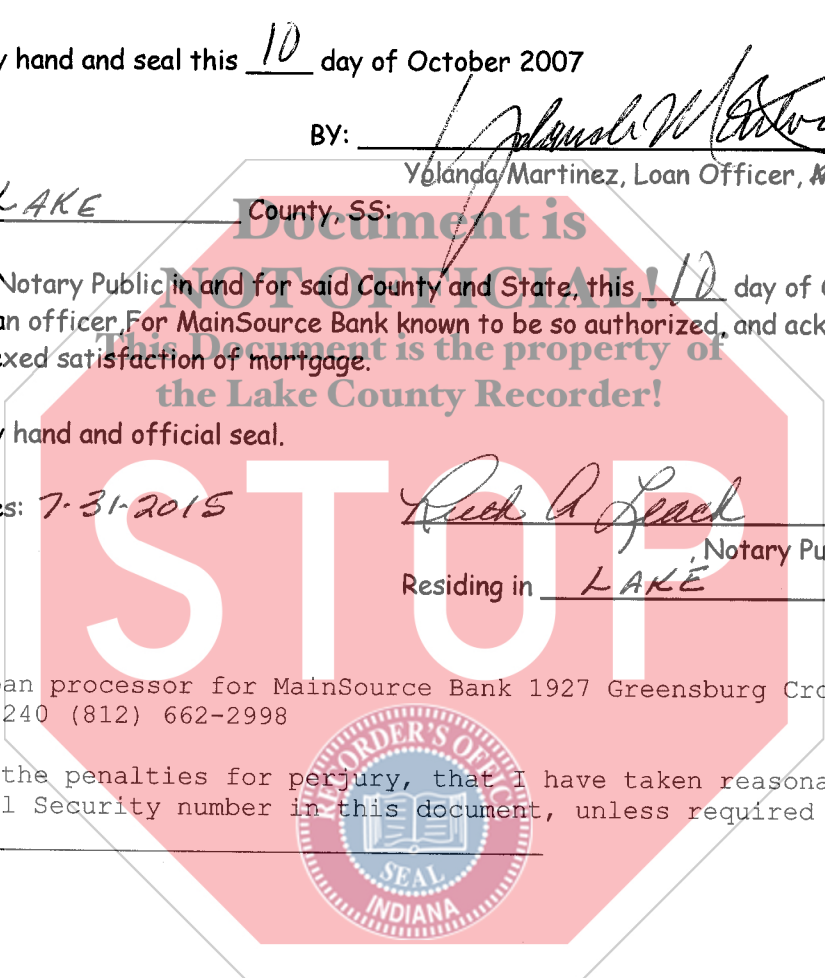 y hand and seal this 10 day of October 2007
BY: Yolanda Martinez
Yolanda Martinez, Loan Officer,
LAKE County, SS:
Document is
NOT OFFICIAL!
Notary Public in and for said County and State, this 10 day of
an officer, For MainSource Bank known to be so authorized, and ack
This Document is the property of
exed satisfaction of mortgage.
the Lake County Recorder!
y hand and official seal.
STOP
es: 7-31-2015
Ruth A Leach
, Notary Pu
Residing in LAKE
an processor for MainSource Bank 1927 Greensburg Cro
240 (812) 662-2998
the penalties for perjury, that I have taken reasona
l Security number in this document, unless required
RECORDER'S OFFICE
SEAL
INDIANA